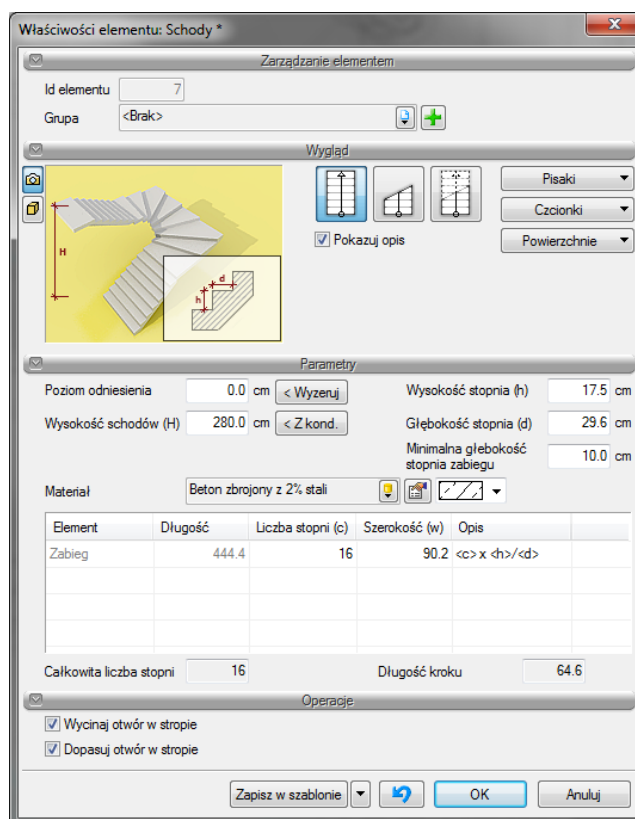 Właściwości elementu: Schody *
Zarządzanie elementem
Id elementu 7
Grupa <Brak>
Wygląd
H
d
h
Pokazuj opis
Pisaki
Czcionki
Powierzchnie
Parametry
Poziom odniesienia 0.0 cm < Wyzeruj Wysokość stopnia (h) 17.5 cm
Wysokość schodów (H) 280.0 cm < Z kond. Głębokość stopnia (d) 29.6 cm
Minimalna głebokość
stopnia zabiegu 10.0 cm
Materiał Beton zbrojony z 2% stali
Element Długość Liczba stopni (c) Szerokość (w) Opis
Zabieg 444.4 16 90.2 <c> x <h>/<d>
Całkowita liczba stopni 16 Długość kroku 64.6
Operacje
Wycinaj otwór w stropie
Dopasuj otwór w stropie
Zapisz w szablonie OK Anuluj